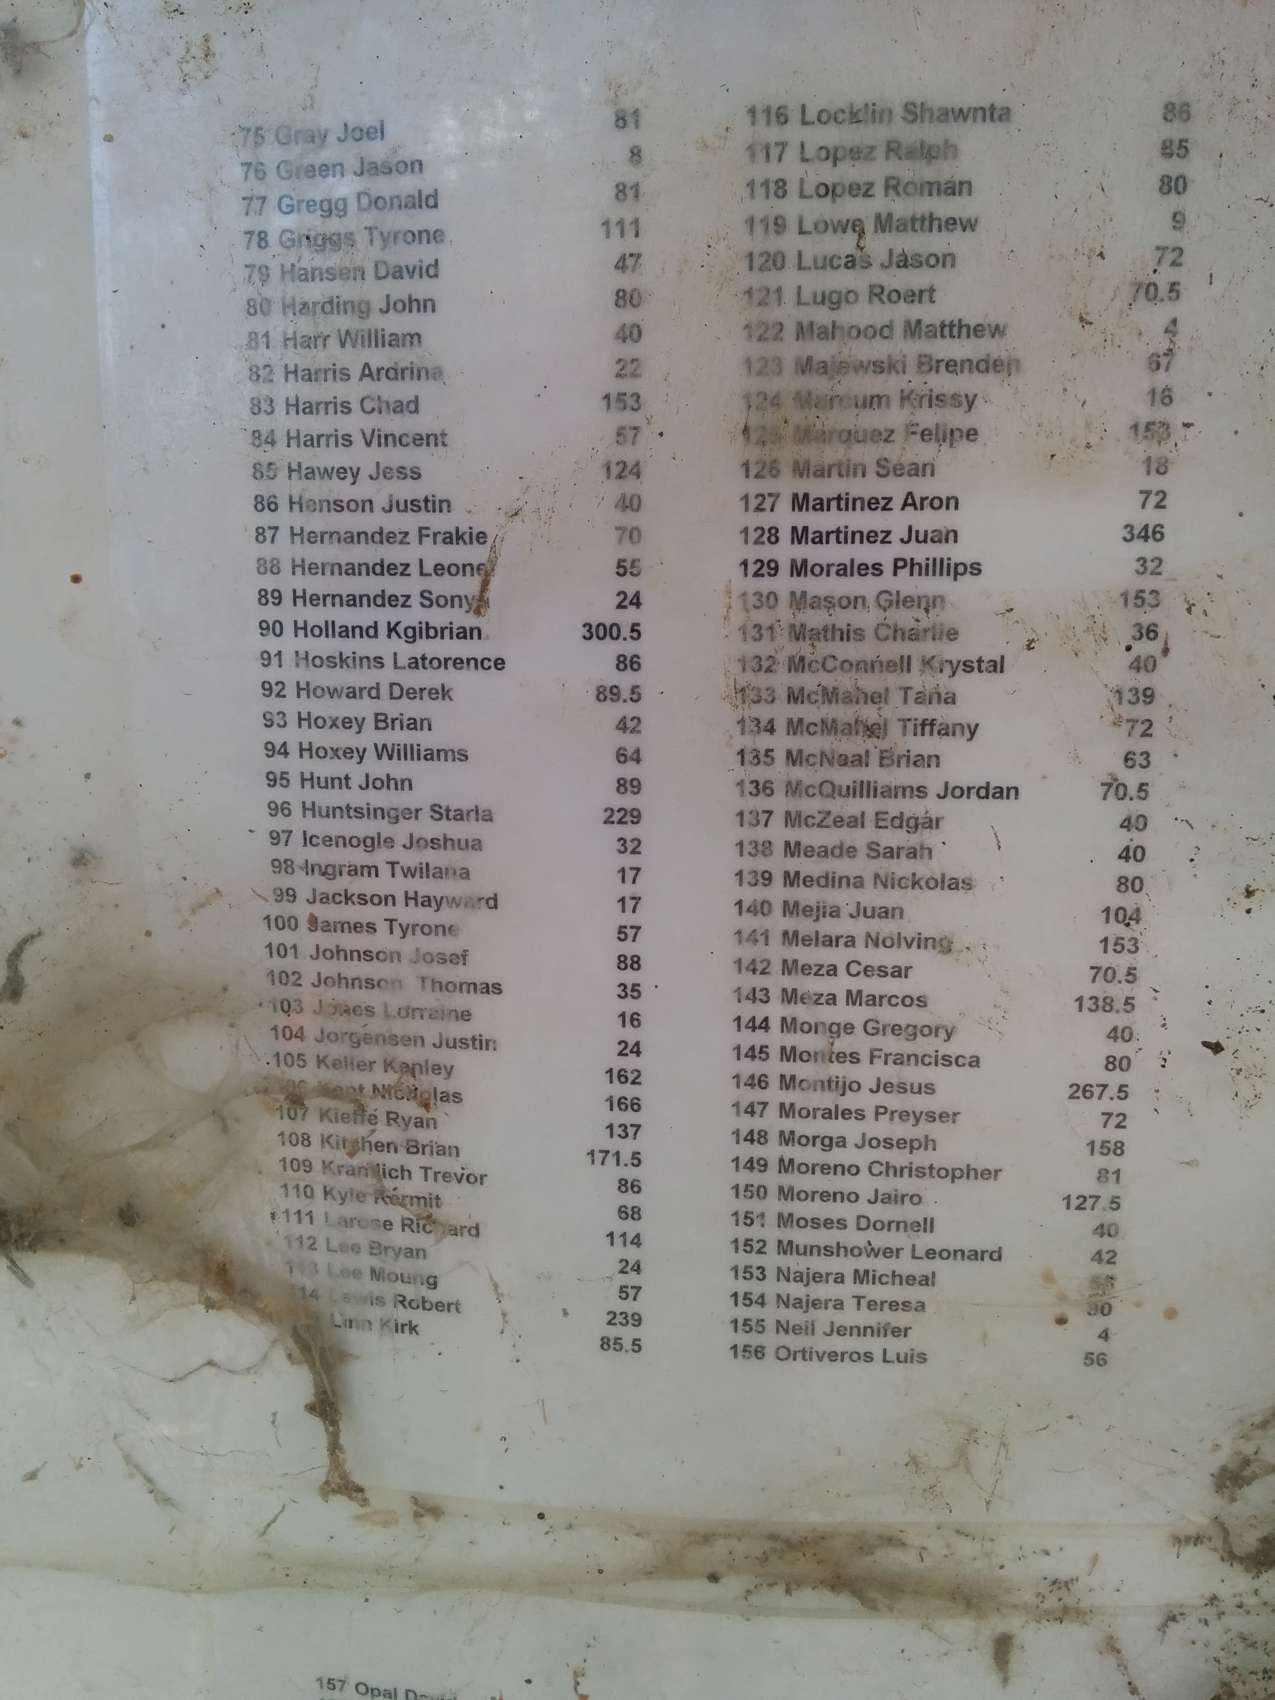 75 Gray Joel 81
76 Green Jason 8
77 Gregg Donald 81
78 Griggs Tyrone 111
79 Hansen David 47
80 Harding John 80
81 Harr William 40
82 Harris Ardrina 22
83 Harris Chad 153
84 Harris Vincent 57
85 Hawey Jess 124
86 Henson Justin 40
87 Hernandez Frakie 70
88 Hernandez Leonel 55
89 Hernandez Sonya 24
90 Holland Kgibrian 300.5
91 Hoskins Latorence 86
92 Howard Derek 89.5
93 Hoxey Brian 42
94 Hoxey Williams 64
95 Hunt John 89
96 Huntsinger Starla 229
97 Icenogle Joshua 32
98 Ingram Twilana 17
99 Jackson Hayward 17
100 James Tyrone 57
101 Johnson Josef 88
102 Johnson Thomas 35
103 Jones Lorraine 16
104 Jorgensen Justin 24
105 Keller Kenley 162
106 Kent Nicholas 166
107 Kieffe Ryan 137
108 Kitchen Brian 171.5
109 Kramlich Trevor 86
110 Kyle Kermit 68
111 Larose Richard 114
112 Lee Bryan 24
113 Lee Moung 57
114 Lewis Robert 239
Linn Kirk 85.5
116 Locklin Shawnta 86
117 Lopez Ralph 85
118 Lopez Roman 80
119 Lowe Matthew 9
120 Lucas Jason 72
121 Lugo Roert 70.5
122 Mahood Matthew 4
123 Majewski Brenden 67
124 Marcum Krissy 16
125 Marquez Felipe 153
126 Martin Sean 18
127 Martinez Aron 72
128 Martinez Juan 346
129 Morales Phillips 32
130 Mason Glenn 153
131 Mathis Charlie 36
132 McConnell Krystal 40
133 McMahel Tana 139
134 McMahel Tiffany 72
135 McNeal Brian 63
136 McQuilliams Jordan 70.5
137 McZeal Edgar 40
138 Meade Sarah 40
139 Medina Nickolas 80
140 Mejia Juan 104
141 Melara Nolving 153
142 Meza Cesar 70.5
143 Meza Marcos 138.5
144 Monge Gregory 40
145 Montes Francisca 80
146 Montijo Jesus 267.5
147 Morales Preyser 72
148 Morga Joseph 158
149 Moreno Christopher 81
150 Moreno Jairo 127.5
151 Moses Dornell 40
152 Munshower Leonard 42
153 Najera Micheal
154 Najera Teresa
155 Neil Jennifer 4
156 Ortiveros Luis 56
157 Opal